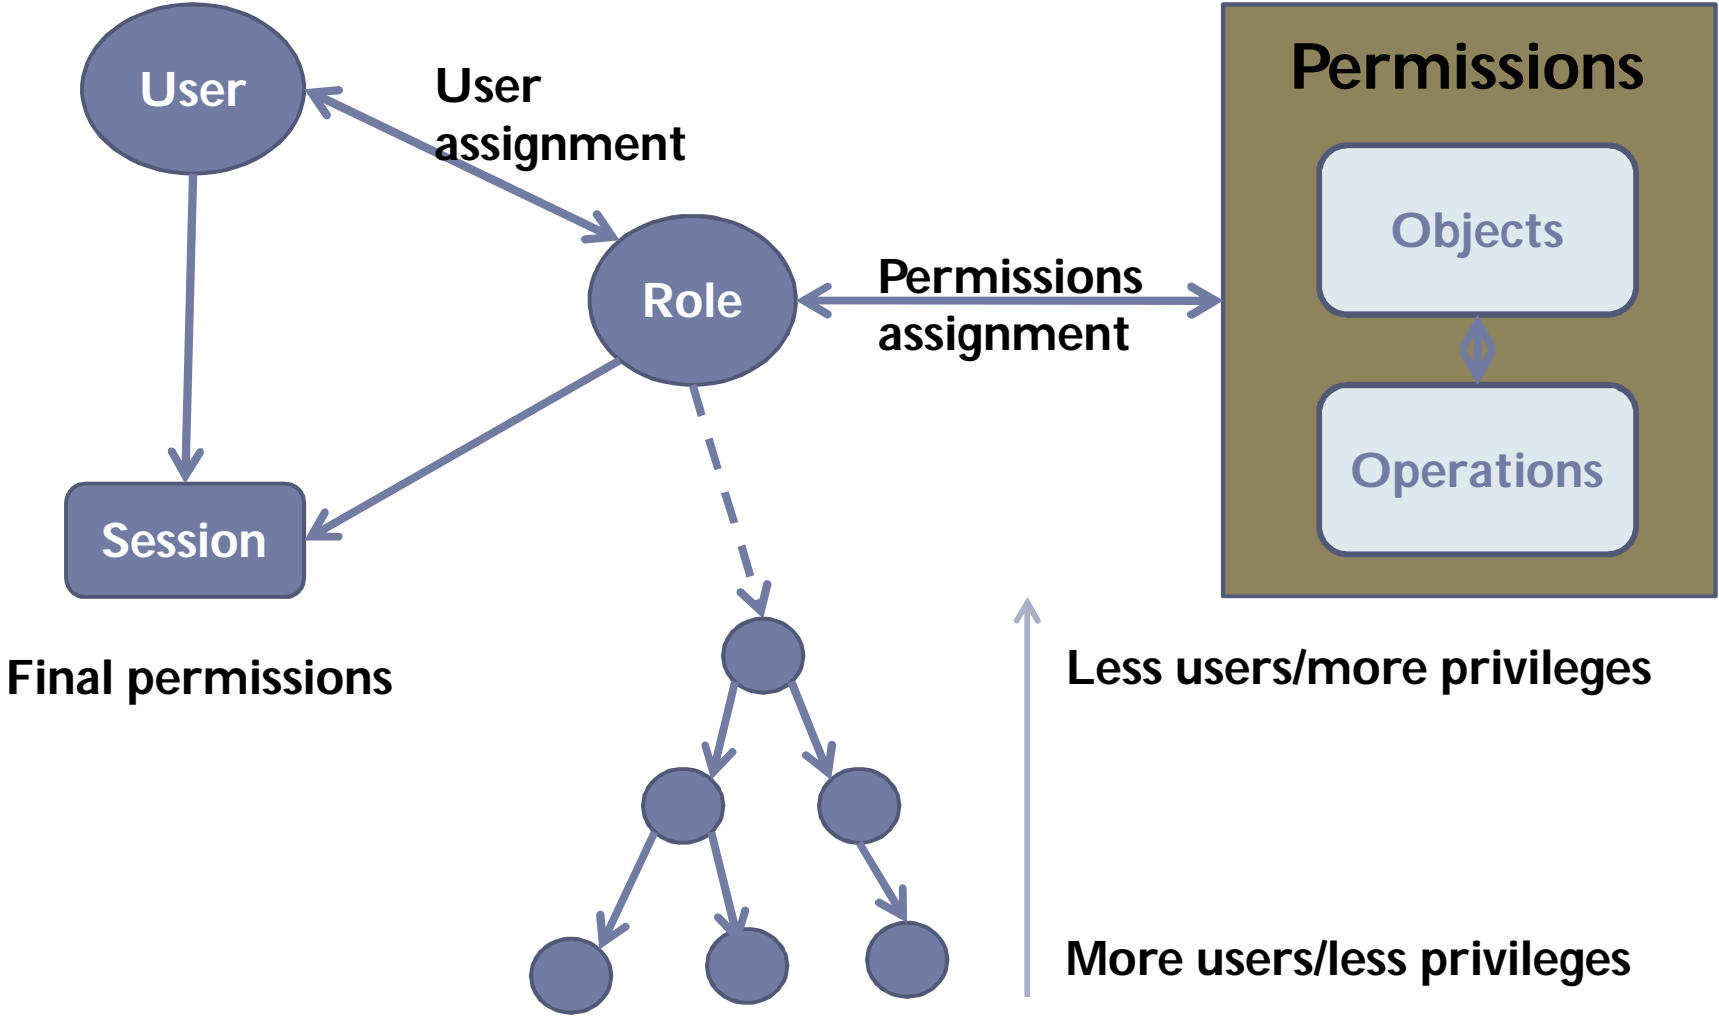 User
User
assignment
Permissions
Objects
Role
Permissions
assignment
Operations
Session
Final permissions
Less users/more privileges
More users/less privileges